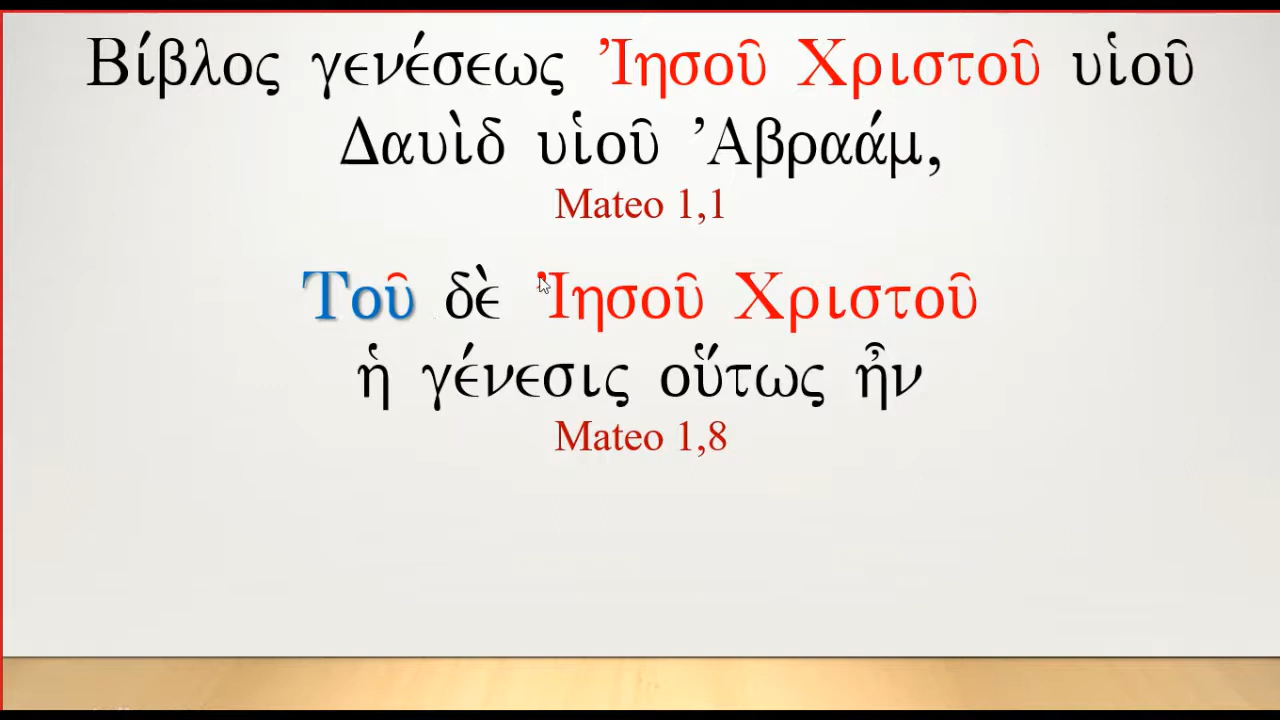 Βίβλος γενέσεως Ἰησοῦ Χριστοῦ υἱοῦ
Δαυὶδ υἱοῦ Ἀβραάμ,
Mateo 1,1
Τοῦ δὲ Ἰησοῦ Χριστοῦ
ἡ γένεσις οὕτως ἦν
Mateo 1,8